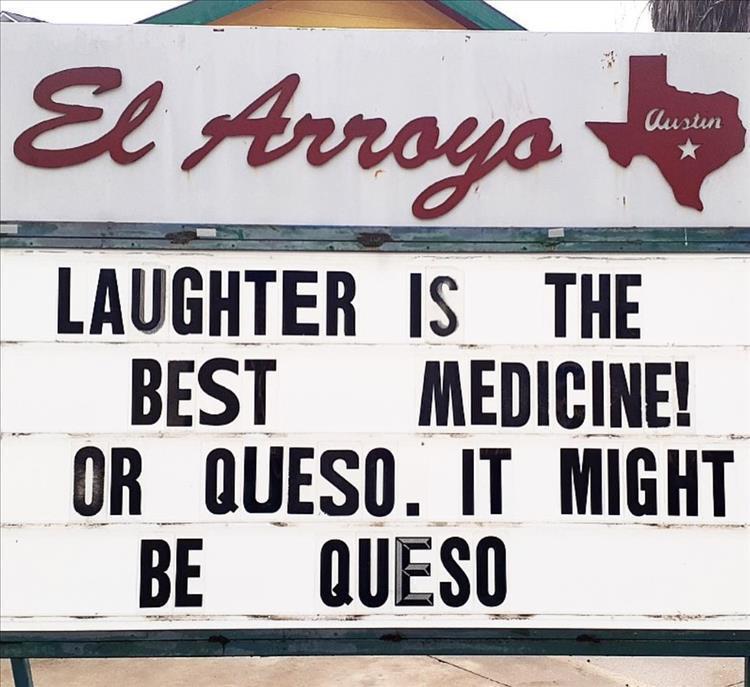 El Arroyo
Austin
LAUGHTER IS THE
BEST MEDICINE!
OR QUESO. IT MIGHT
BE QUESO